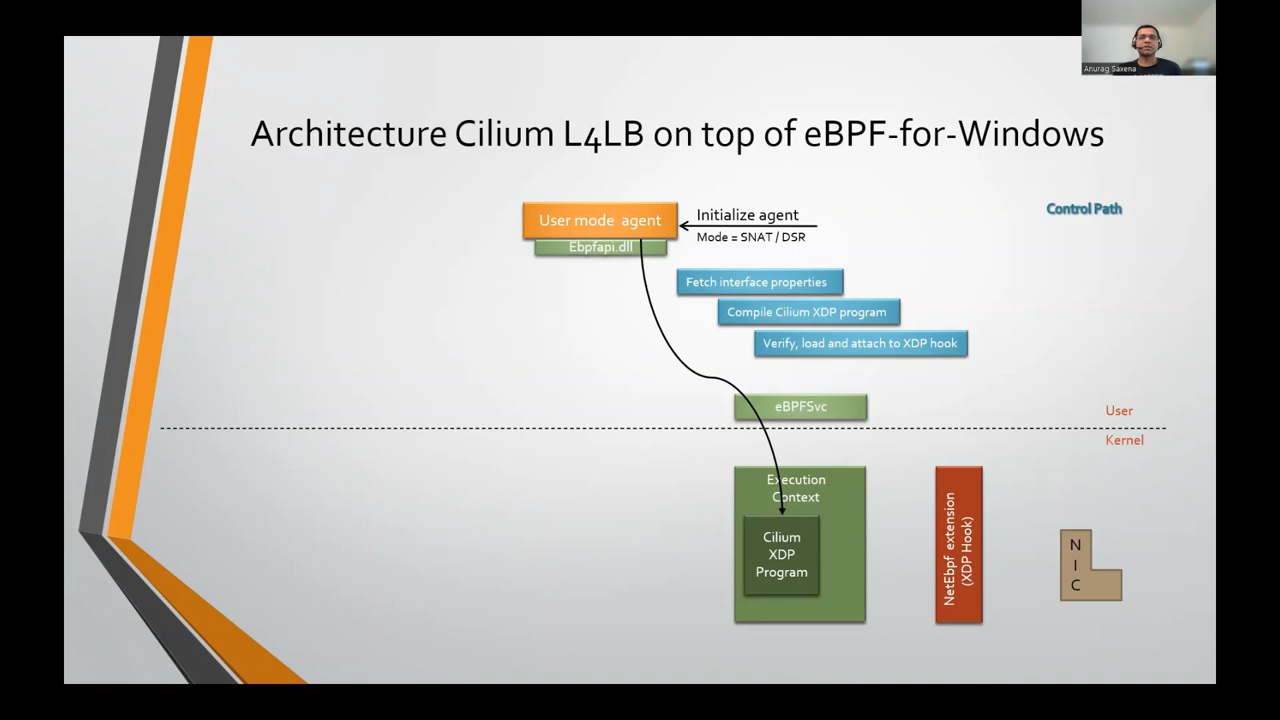 Anurag Saxena
Architecture Cilium L4LB on top of eBPF-for-Windows
Control Path
User mode agent
Ebpfapi.dll
Initialize agent
Mode = SNAT / DSR
Fetch interface properties
Compile Cilium XDP program
Verify, load and attach to XDP hook
eBPFSvc
User
Kernel
Execution
Context
Cilium
XDP
Program
NetEbpf extension
(XDP Hook)
N
I
C